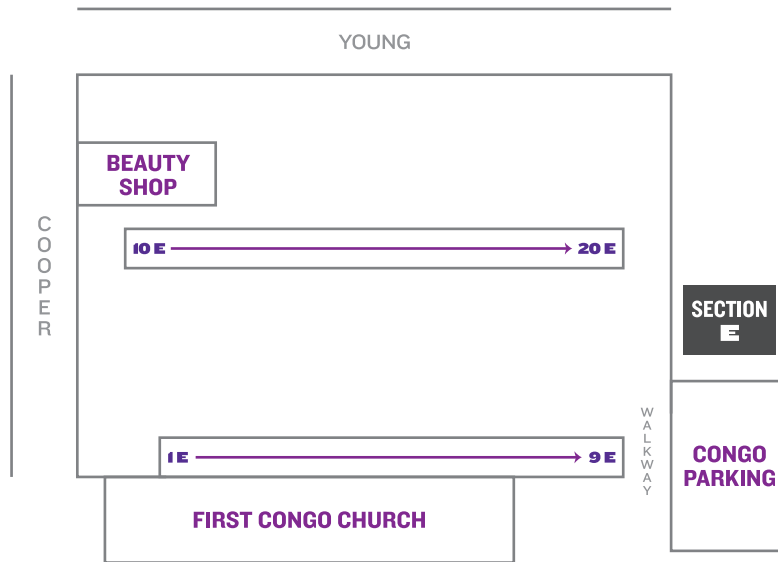 YOUNG
BEAUTY
SHOP
COOPER
10 E
20 E
SECTION
E
1 E
9 E
WALKWAY
CONGO
PARKING
FIRST CONGO CHURCH